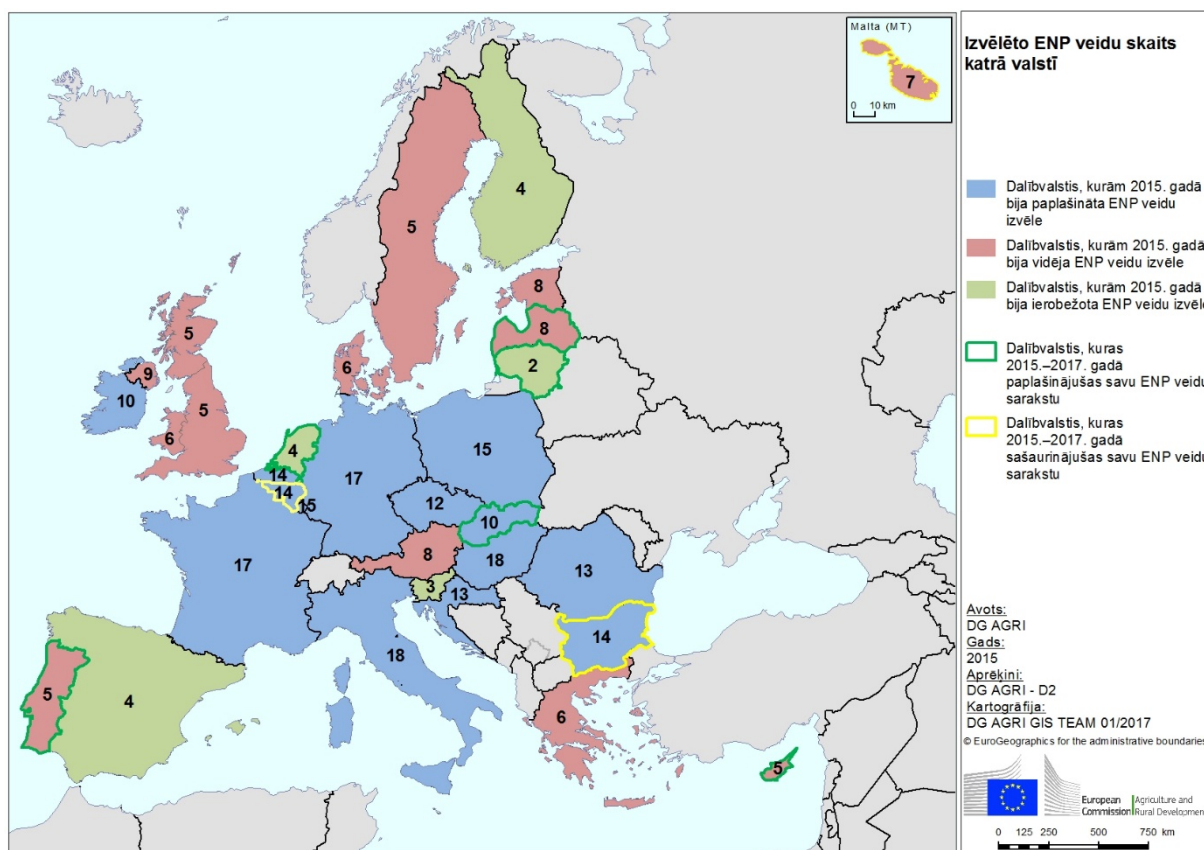 Malta (MT)
7
0 10 km
4
5
8
8
2
6
5
9
10
5
6
4
14
14
15
17
15
12
10
17
8
18
13
3
13
18
14
5
4
6
5
Izvēlēto ENP veidu skaits
katrā valstī
Dalībvalstis, kurām 2015. gadā
bija paplašināta ENP veidu
izvēle
Dalībvalstis, kurām 2015. gadā
bija vidēja ENP veidu izvēle
Dalībvalstis, kurām 2015. gadā
bija ierobežota ENP veidu izvēl
Dalībvalstis, kuras
2015.–2017. gadā
paplašinājušas savu ENP veidu
sarakstu
Dalībvalstis, kuras
2015.–2017. gadā
sašaurinājušas savu ENP veidu
sarakstu
Avots:
DG AGRI
Gads:
2015
Aprēķini:
DG AGRI - D2
Kartogrāfija:
DG AGRI GIS TEAM 01/2017
© EuroGeographics for the administrative boundaries
European
Commission
Agriculture and
Rural Developmen
0 125 250 500 750 km